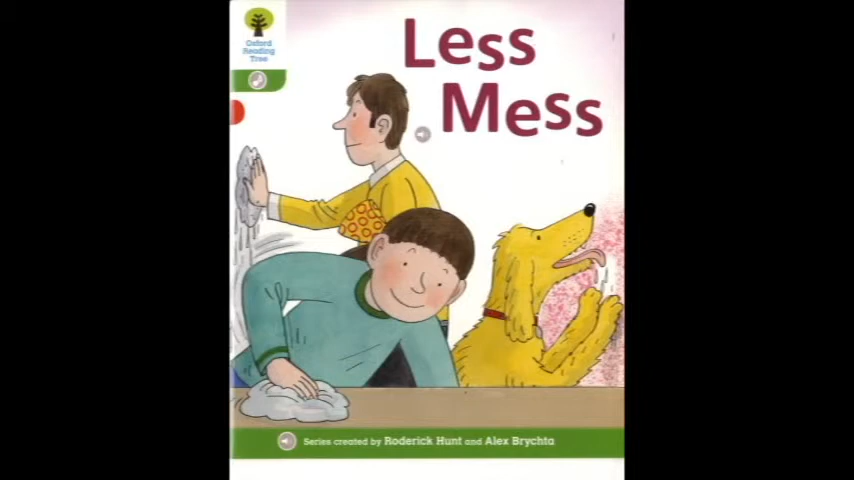 Oxford
Reading
Tree
Less
Mess
Series created by Roderick Hunt and Alex Brychta